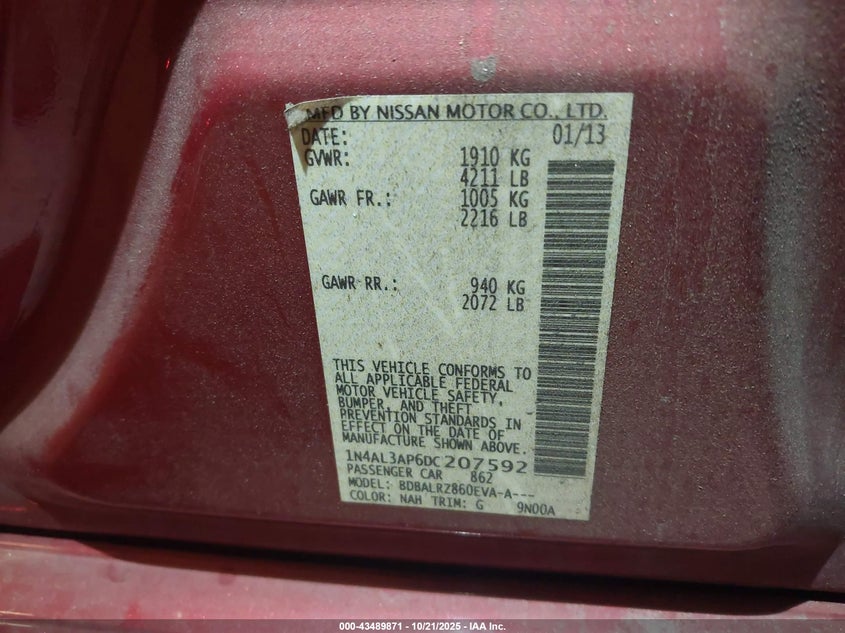 MFD BY NISSAN MOTOR CO., LTD.
DATE: 01/13
GVWR: 1910 KG
4211 LB
GAWR FR.: 1005 KG
2216 LB
GAWR RR.: 940 KG
2072 LB
THIS VEHICLE CONFORMS TO
ALL APPLICABLE FEDERAL
MOTOR VEHICLE SAFETY,
BUMPER, AND THEFT
PREVENTION STANDARDS IN
EFFECT ON THE DATE OF
MANUFACTURE SHOWN ABOVE.
1N4AL3AP6DC207592
PASSENGER CAR 862
MODEL: BDBALRZ860EVA-A---
COLOR: NAH TRIM: G 9N00A
000-43489871 - 10/21/2025 - IAA Inc.